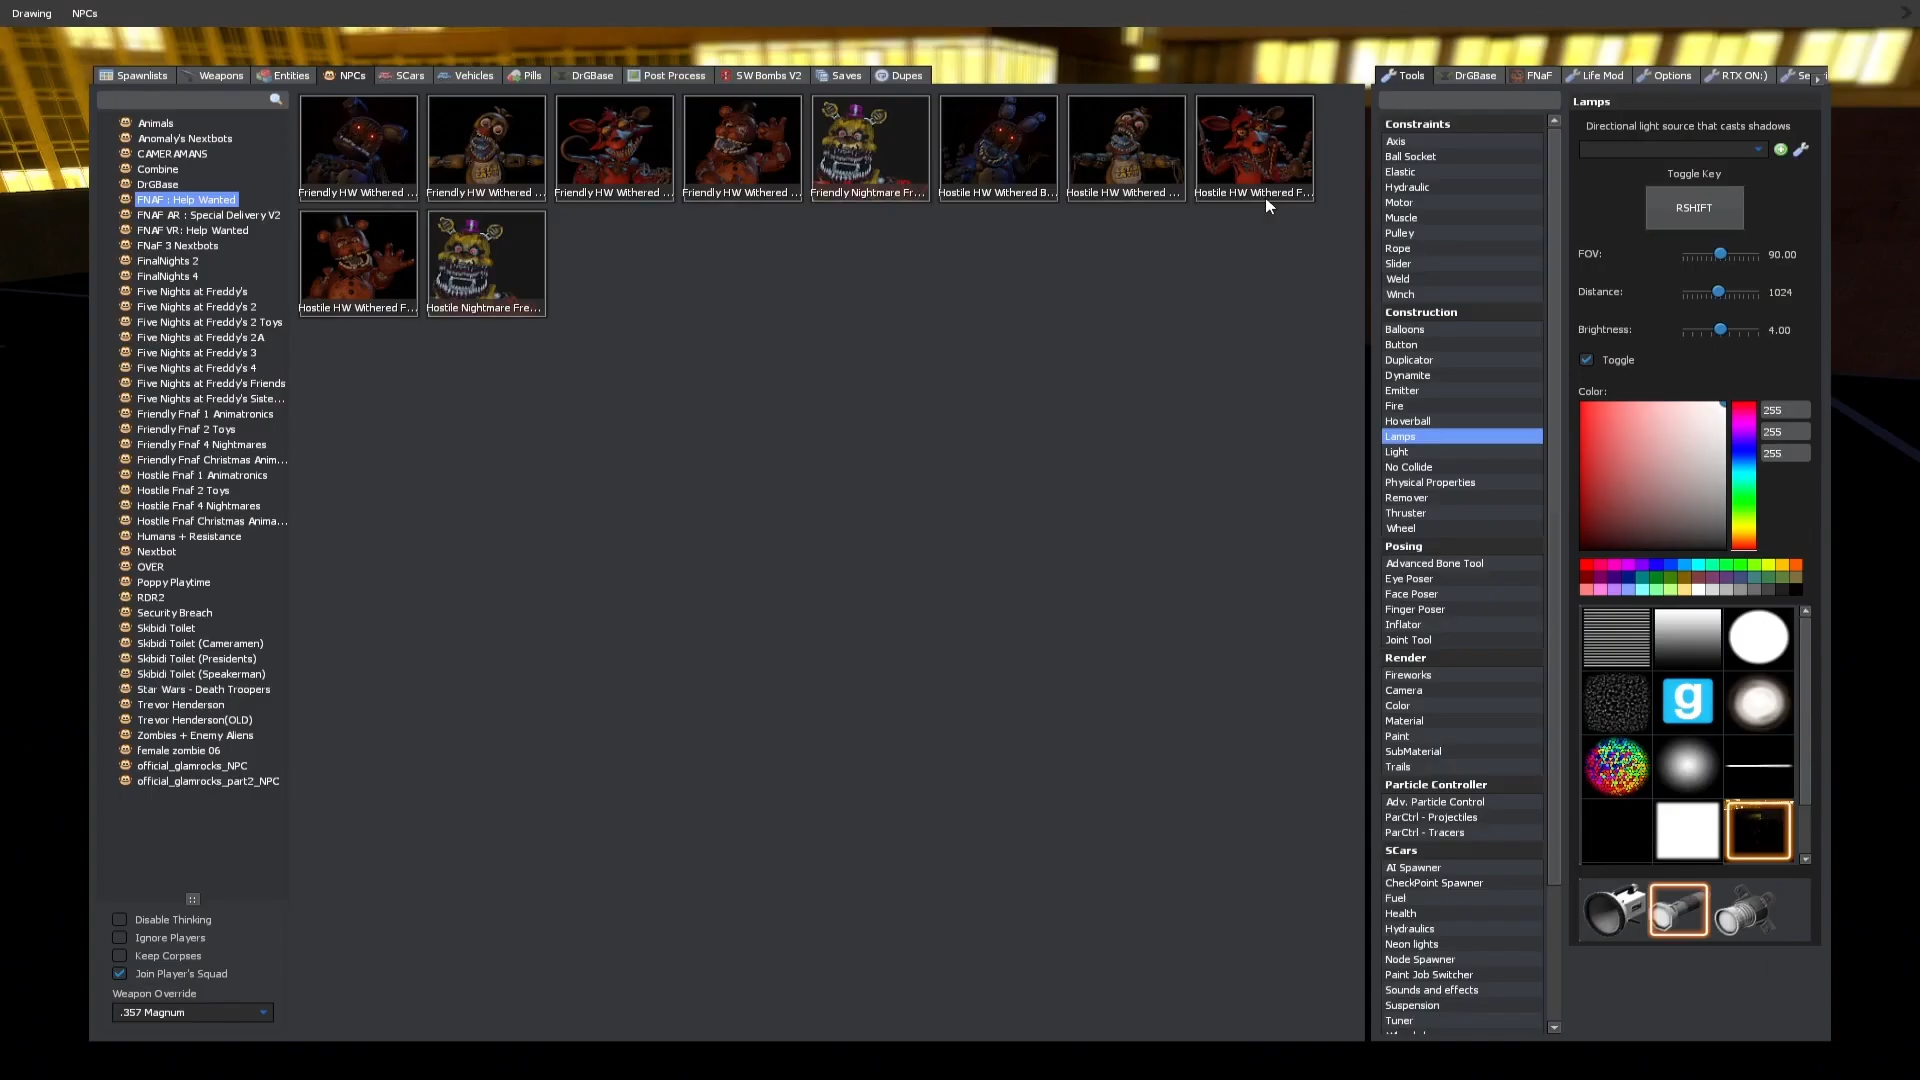 Drawing NPCs
Spawnlists Weapons Entities NPCs SCars Vehicles Pills DrGBase Post Process SW Bombs V2 Saves Dupes
Animals
Anomaly's Nextbots
CAMERAMANS
Combine
DrGBase
FNAF : Help Wanted
FNAF AR : Special Delivery V2
FNAF VR: Help Wanted
FNaF 3 Nextbots
FinalNights 2
FinalNights 4
Five Nights at Freddy's
Five Nights at Freddy's 2
Five Nights at Freddy's 2 Toys
Five Nights at Freddy's 2A
Five Nights at Freddy's 3
Five Nights at Freddy's 4
Five Nights at Freddy's Friends
Five Nights at Freddy's Siste...
Friendly Fnaf 1 Animatronics
Friendly Fnaf 2 Toys
Friendly Fnaf 4 Nightmares
Friendly Fnaf Christmas Anim...
Hostile Fnaf 1 Animatronics
Hostile Fnaf 2 Toys
Hostile Fnaf 4 Nightmares
Hostile Fnaf Christmas Anima...
Humans + Resistance
Nextbot
OVER
Poppy Playtime
RDR2
Security Breach
Skibidi Toilet
Skibidi Toilet (Cameramen)
Skibidi Toilet (Presidents)
Skibidi Toilet (Speakerman)
Star Wars - Death Troopers
Trevor Henderson
Trevor Henderson(OLD)
Zombies + Enemy Aliens
female zombie 06
official_glamrocks_NPC
official_glamrocks_part2_NPC
Disable Thinking
Ignore Players
Keep Corpses
Join Player's Squad
Weapon Override
.357 Magnum
Friendly HW Withered ... Friendly HW Withered ... Friendly HW Withered ... Friendly HW Withered ... Friendly Nightmare Fr... Hostile HW Withered B... Hostile HW Withered ... Hostile HW Withered F...
Hostile HW Withered F... Hostile Nightmare Fre...
Tools DrGBase FNaF Life Mod Options RTX ON:)
Constraints
Axis
Ball Socket
Elastic
Hydraulic
Motor
Muscle
Pulley
Rope
Slider
Weld
Winch
Construction
Balloons
Button
Duplicator
Dynamite
Emitter
Fire
Hoverball
Lamps
Light
No Collide
Physical Properties
Remover
Thruster
Wheel
Posing
Advanced Bone Tool
Eye Poser
Face Poser
Finger Poser
Inflator
Joint Tool
Render
Fireworks
Camera
Color
Material
Paint
SubMaterial
Trails
Particle Controller
Adv. Particle Control
ParCtrl - Projectiles
ParCtrl - Tracers
SCars
AI Spawner
CheckPoint Spawner
Fuel
Health
Hydraulics
Neon lights
Node Spawner
Paint Job Switcher
Sounds and effects
Suspension
Tuner
Lamps
Directional light source that casts shadows
Toggle Key
RSHIFT
FOV: 90.00
Distance: 1024
Brightness: 4.00
Toggle
Color:
255
255
255
g